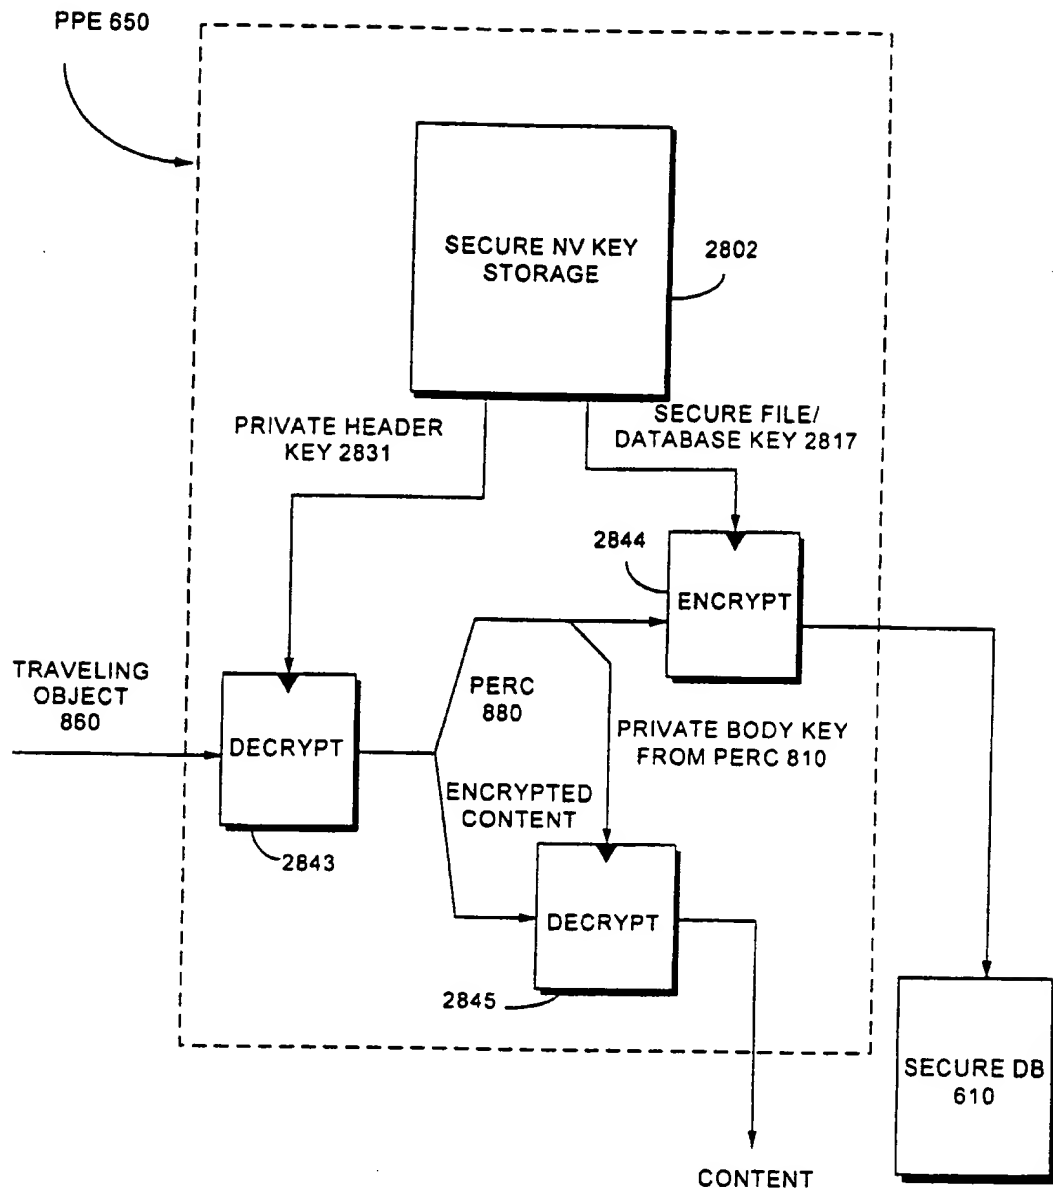 PPE 650
SECURE NV KEY
STORAGE
2802
PRIVATE HEADER
KEY 2831
SECURE FILE/
DATABASE KEY 2817
2844
ENCRYPT
TRAVELING
OBJECT
860
DECRYPT
PERC
880
PRIVATE BODY KEY
FROM PERC 810
ENCRYPTED
CONTENT
2843
DECRYPT
2845
SECURE DB
610
CONTENT